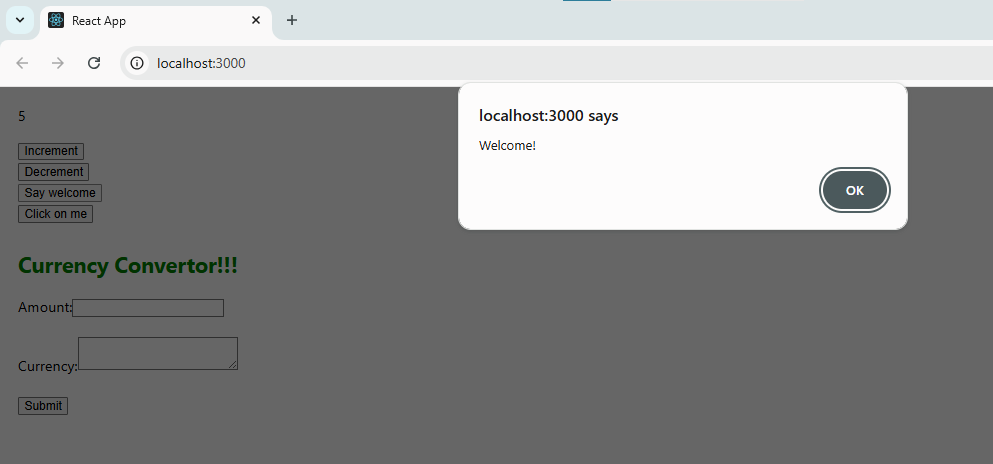 React App
localhost:3000
localhost:3000 says
Welcome!
OK
5
Increment
Decrement
Say welcome
Click on me
Currency Convertor!!!
Amount:
Currency:
Submit